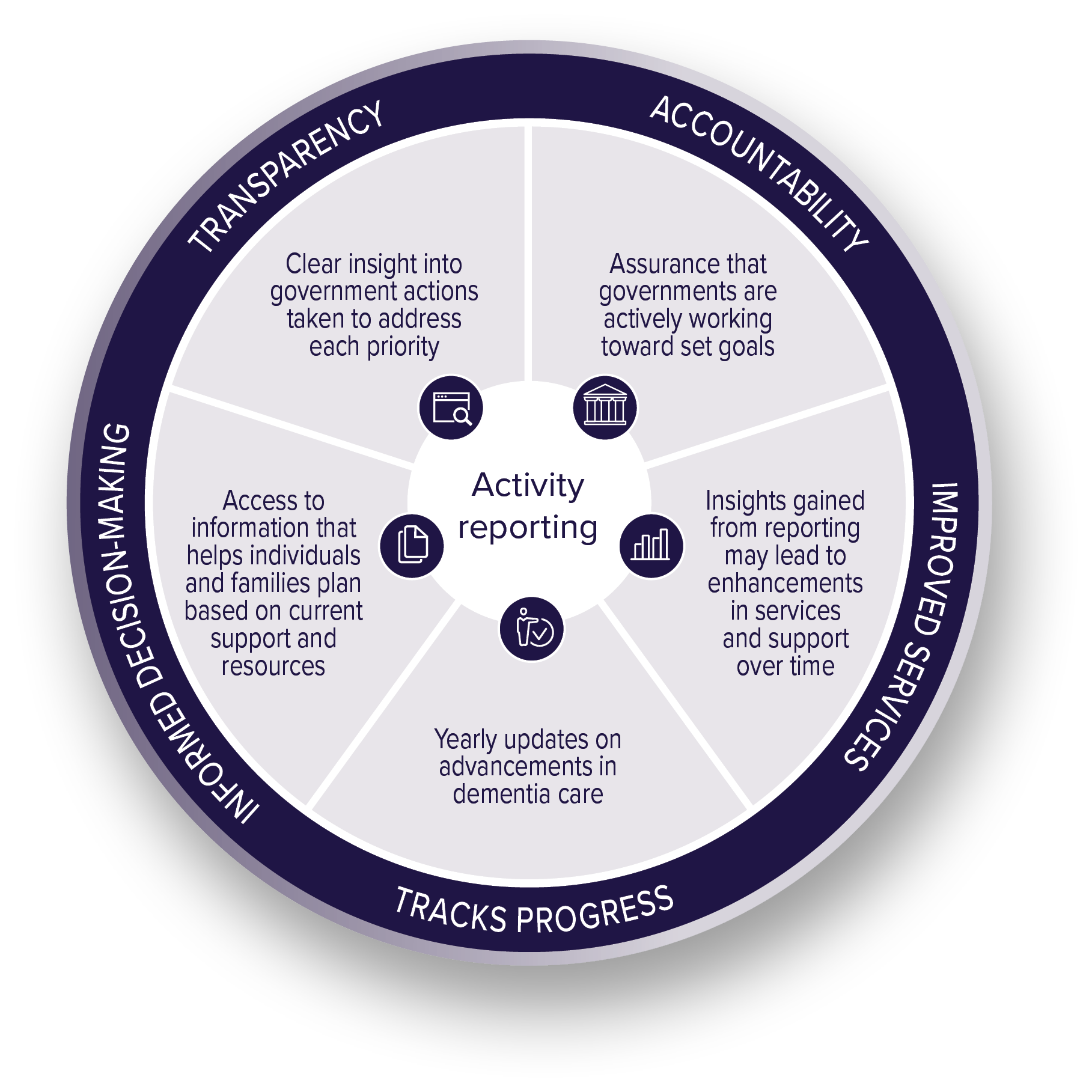 TRANSPARENCY
Clear insight into
government actions
taken to address
each priority
ACCOUNTABILITY
Assurance that
governments are
actively working
toward set goals
IMPROVED SERVICES
Insights gained
from reporting
may lead to
enhancements
in services
and support
over time
TRACKS PROGRESS
Yearly updates on
advancements in
dementia care
INFORMED DECISION-MAKING
Access to
information that
helps individuals
and families plan
based on current
support and
resources
Activity
reporting